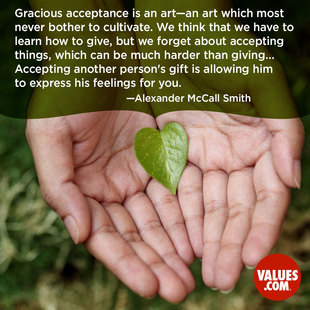 Gracious acceptance is an art—an art which most
never bother to cultivate. We think that we have to
learn how to give, but we forget about accepting
things, which can be much harder than giving...
Accepting another person's gift is allowing him
to express his feelings for you.
—Alexander McCall Smith
VALUES
.COM